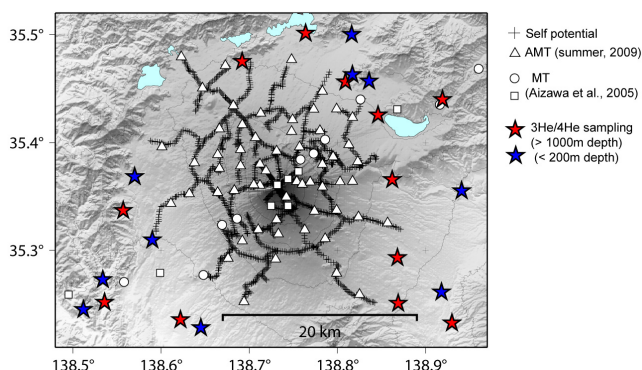 35.5°
35.4°
35.3°
138.5°
138.6°
138.7°
138.8°
138.9°
20 km
Self potential
AMT (summer, 2009)
MT
(Aizawa et al., 2005)
3He/4He sampling
(> 1000m depth)
(< 200m depth)